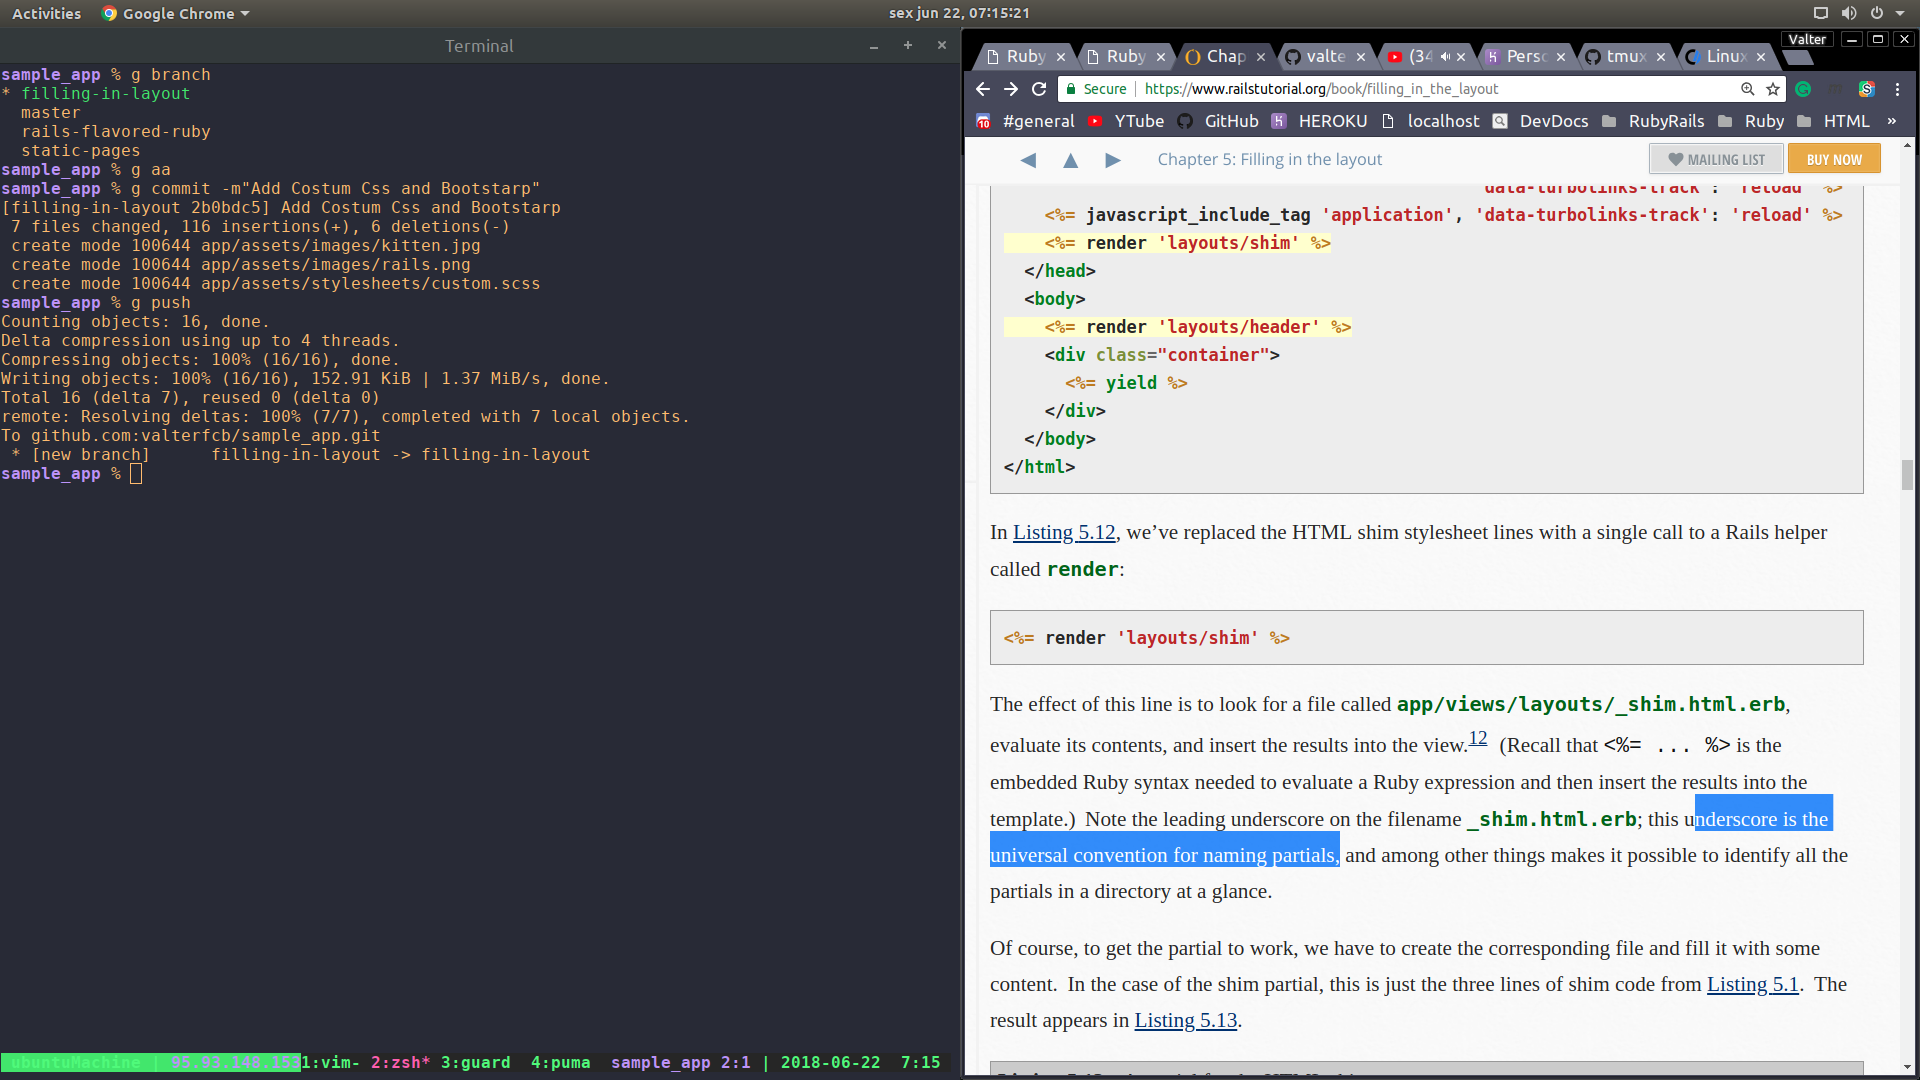 Activities Google Chrome sex jun 22, 07:15:21
Terminal
sample_app % g branch
* filling-in-layout
master
rails-flavored-ruby
static-pages
sample_app % g aa
sample_app % g commit -m"Add Costum Css and Bootstarp"
[filling-in-layout 2b0bdc5] Add Costum Css and Bootstarp
7 files changed, 116 insertions(+), 6 deletions(-)
create mode 100644 app/assets/images/kitten.jpg
create mode 100644 app/assets/images/rails.png
create mode 100644 app/assets/stylesheets/custom.scss
sample_app % g push
Counting objects: 16, done.
Delta compression using up to 4 threads.
Compressing objects: 100% (16/16), done.
Writing objects: 100% (16/16), 152.91 KiB | 1.37 MiB/s, done.
Total 16 (delta 7), reused 0 (delta 0)
remote: Resolving deltas: 100% (7/7), completed with 7 local objects.
To github.com:valterfcb/sample_app.git
* [new branch]      filling-in-layout -> filling-in-layout
sample_app %
ubuntuMachine | 1:vim- 2:zsh* 3:guard 4:puma sample_app 2:1 | 2018-06-22 7:15
Valter
Ruby Ruby Chap valte (34 Pers tmux Linux
Secure https://www.railstutorial.org/book/filling_in_the_layout
10 #general YTube GitHub HEROKU localhost DevDocs RubyRails Ruby HTML »
Chapter 5: Filling in the layout MAILING LIST BUY NOW
'data-turbolinks-track': 'reload' %>
<%= javascript_include_tag 'application', 'data-turbolinks-track': 'reload' %>
<%= render 'layouts/shim' %>
</head>
<body>
<%= render 'layouts/header' %>
<div class="container">
<%= yield %>
</div>
</body>
</html>
In Listing 5.12, we’ve replaced the HTML shim stylesheet lines with a single call to a Rails helper
called render:
<%= render 'layouts/shim' %>
The effect of this line is to look for a file called app/views/layouts/_shim.html.erb,
evaluate its contents, and insert the results into the view.12 (Recall that <%= ... %> is the
embedded Ruby syntax needed to evaluate a Ruby expression and then insert the results into the
template.) Note the leading underscore on the filename _shim.html.erb; this underscore is the
universal convention for naming partials, and among other things makes it possible to identify all the
partials in a directory at a glance.
Of course, to get the partial to work, we have to create the corresponding file and fill it with some
content. In the case of the shim partial, this is just the three lines of shim code from Listing 5.1. The
result appears in Listing 5.13.